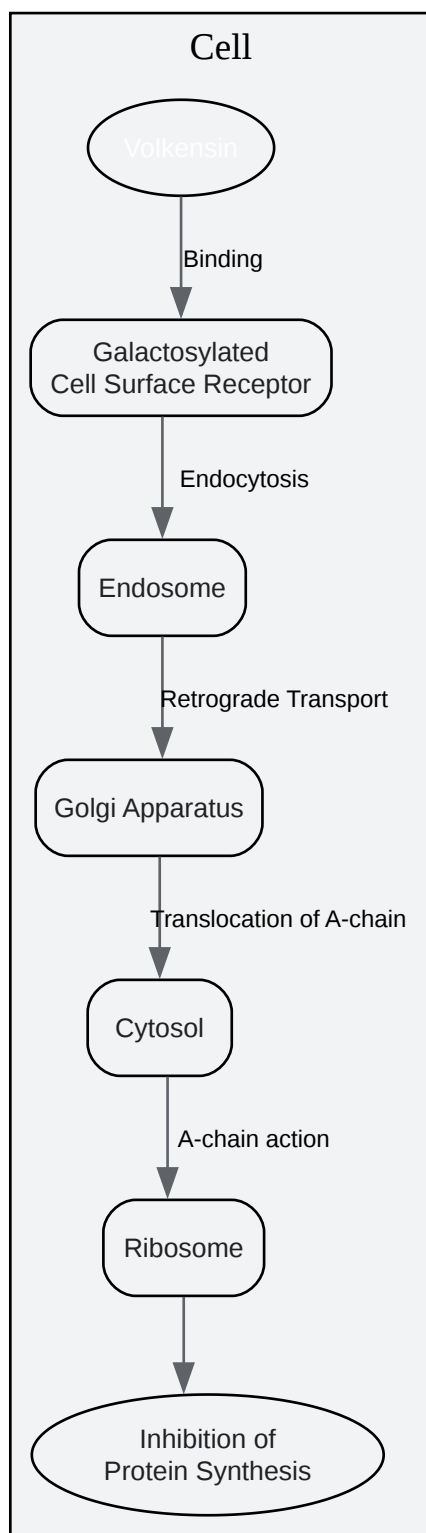 Cell
Volkensin
Binding
Galactosylated
Cell Surface Receptor
Endocytosis
Endosome
Retrograde Transport
Golgi Apparatus
Translocation of A-chain
Cytosol
A-chain action
Ribosome
Inhibition of
Protein Synthesis